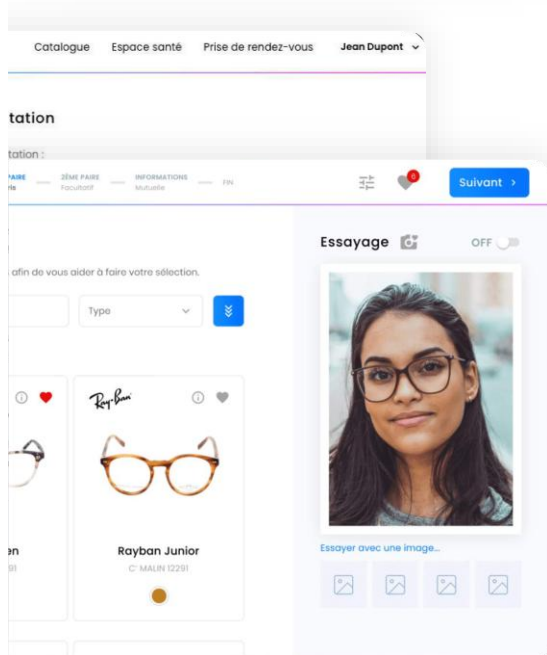 Catalogue Espace santé Prise de rendez-vous Jean Dupont
tation
tation :
PAIRE 2ÈME PAIRE INFORMATIONS FIN
ris Facultatif Mutuelle
6
Suivant
Essayage OFF
afin de vous aider à faire votre sélection.
Type
Ray-Ban
en Rayban Junior
91 C' MALIN 12291
Essayer avec une image...